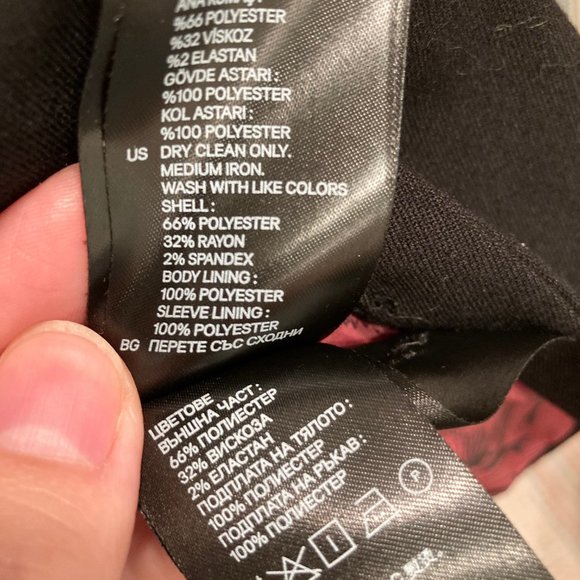 ANA KUMAŞ :
%66 POLYESTER
%32 VİSKOZ
%2 ELASTAN
GÖVDE ASTARI :
%100 POLYESTER
KOL ASTARI :
%100 POLYESTER
US DRY CLEAN ONLY.
MEDIUM IRON.
WASH WITH LIKE COLORS
SHELL :
66% POLYESTER
32% RAYON
2% SPANDEX
BODY LINING :
100% POLYESTER
SLEEVE LINING :
100% POLYESTER
BG ПЕРЕТЕ СЪС СХОДНИ
ЦВЕТОВЕ
ВЪНШНА ЧАСТ :
66% ПОЛИЕСТЕР
32% ВИСКОЗА
2% ЕЛАСТАН
ПОДПЛАТА НА ТЯЛОТО :
100% ПОЛИЕСТЕР
ПОДПЛАТА НА РЪКАВ :
100% ПОЛИЕСТЕР
P